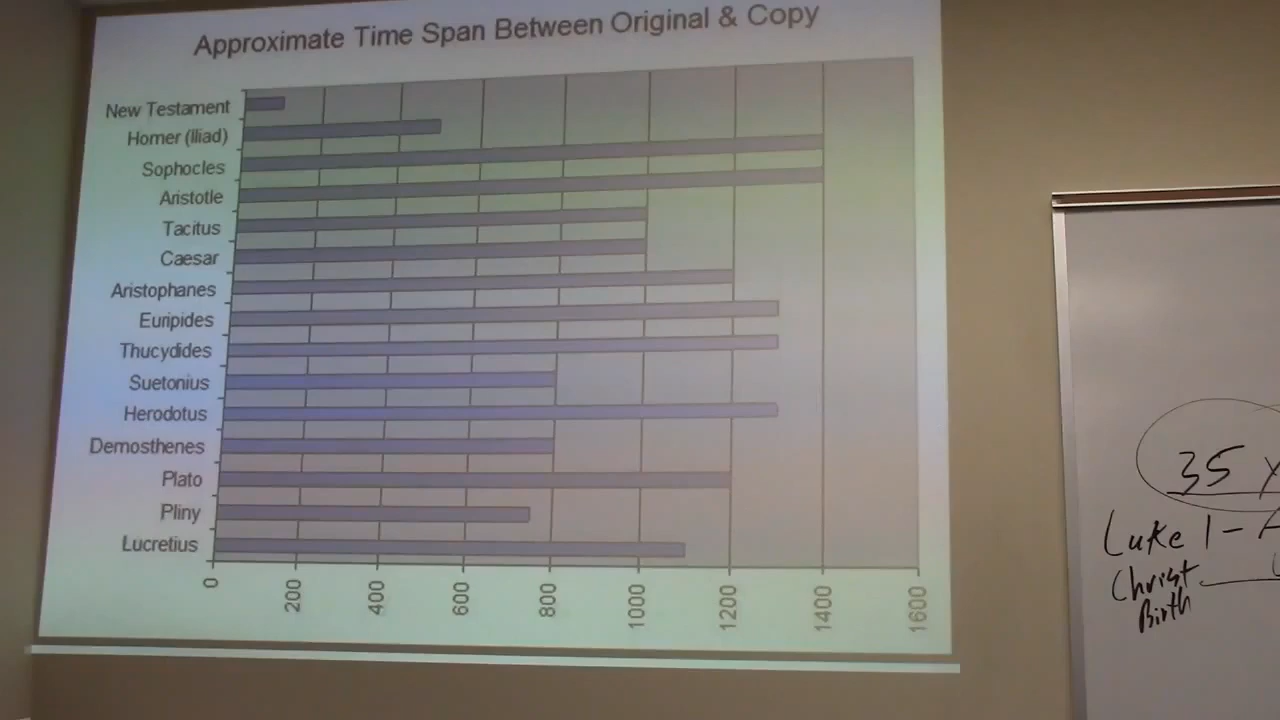 Approximate Time Span Between Original & Copy
New Testament
Homer (Iliad)
Sophocles
Aristotle
Tacitus
Caesar
Aristophanes
Euripides
Thucydides
Suetonius
Herodotus
Demosthenes
Plato
Pliny
Lucretius
0 200 400 600 800 1000 1200 1400 1600
35
Luke 1 -
Christ
Birth